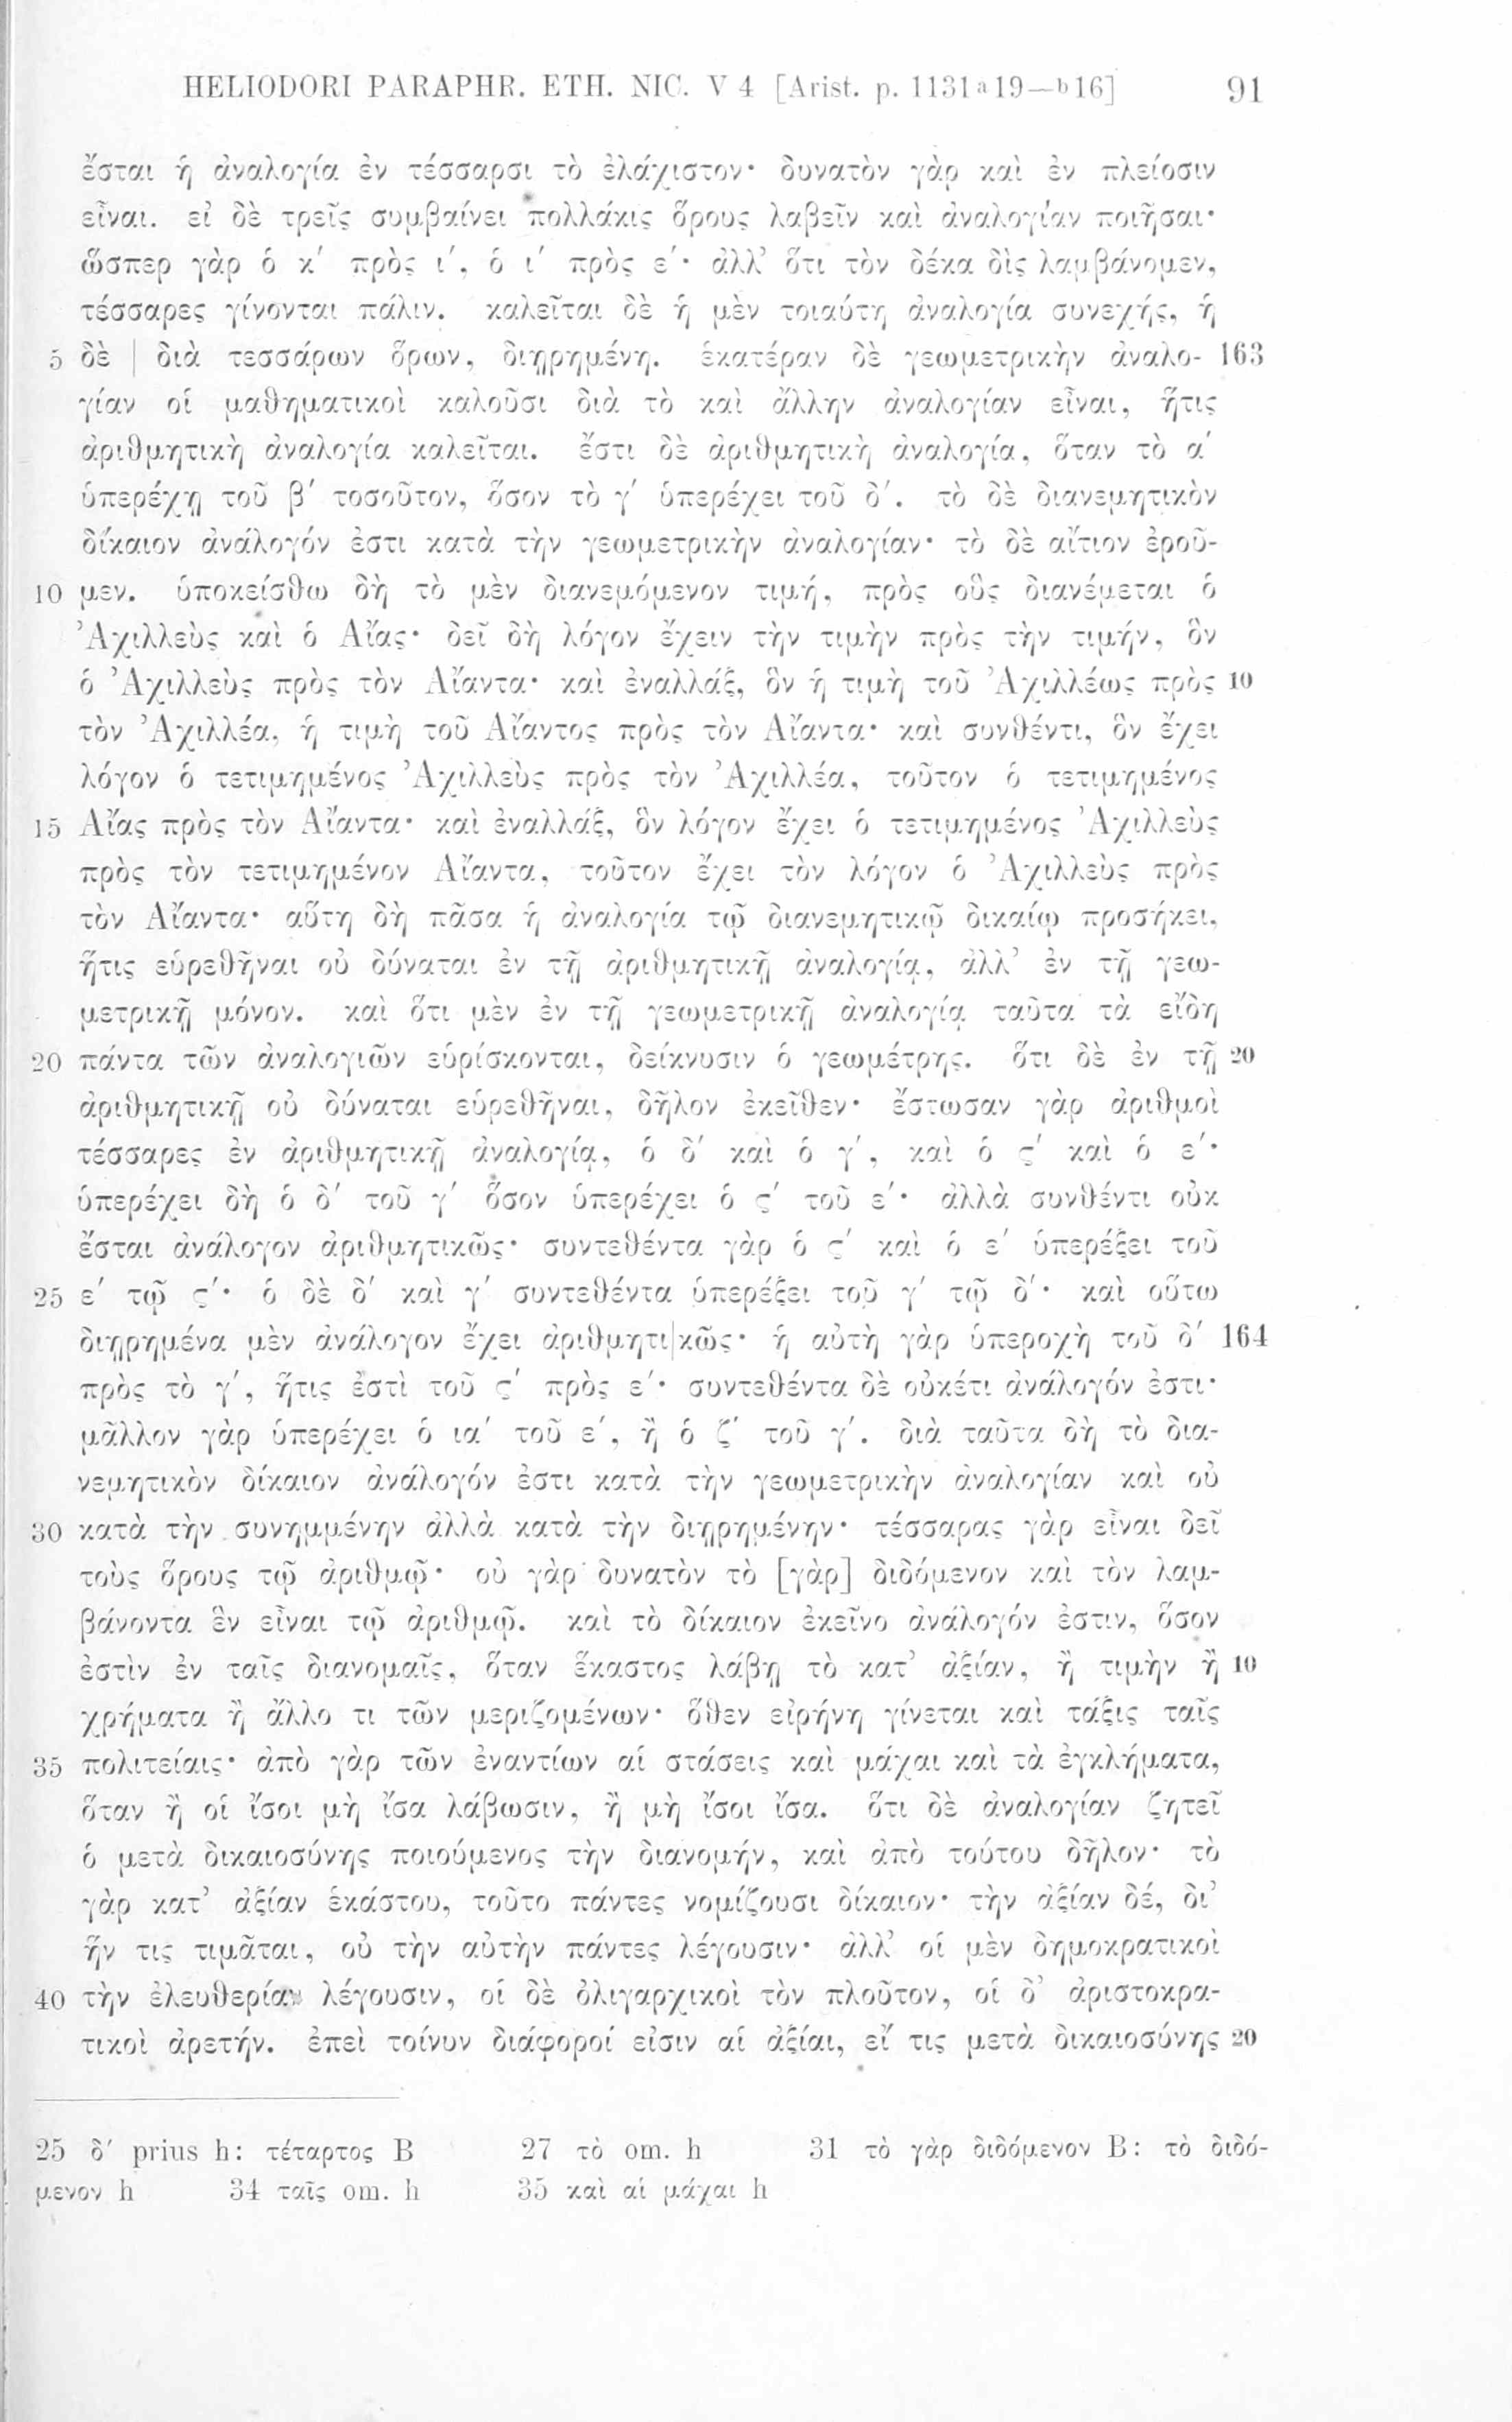 HELIODORI PARAPHR. ETH. NIC. V 4 [Arist. p. 1131ª19—ᵇ16] 91
ἔσται ἡ ἀναλογία ἐν τέσσαρσι τὸ ἐλάχιστον· δυνατὸν γὰρ καὶ ἐν πλείοσιν
εἶναι. εἰ δὲ τρεῖς συμβαίνει πολλάκις ὅρους λαβεῖν καὶ ἀναλογίαν ποιῆσαι·
ὥσπερ γὰρ ὁ κ΄ πρὸς ι΄, ὁ ι΄ πρὸς ε΄· ἀλλ’ ὅτι τὸν δέκα δὶς λαμβάνομεν,
τέσσαρες γίνονται πάλιν. καλεῖται δὲ ἡ μὲν τοιαύτη ἀναλογία συνεχής, ἡ
5 δὲ | διὰ τεσσάρων ὅρων, διῃρημένη. ἑκατέραν δὲ γεωμετρικὴν ἀναλο- 163
γίαν οἱ μαθηματικοὶ καλοῦσι διὰ τὸ καὶ ἄλλην ἀναλογίαν εἶναι, ἥτις
ἀριθμητικὴ ἀναλογία καλεῖται. ἔστι δὲ ἀριθμητικὴ ἀναλογία, ὅταν τὸ α΄
ὑπερέχῃ τοῦ β΄ τοσοῦτον, ὅσον τὸ γ΄ ὑπερέχει τοῦ δ΄. τὸ δὲ διανεμητικὸν
δίκαιον ἀνάλογόν ἐστι κατὰ τὴν γεωμετρικὴν ἀναλογίαν· τὸ δὲ αἴτιον ἐροῦ-
10 μεν. ὑποκείσθω δὴ τὸ μὲν διανεμόμενον τιμή, πρὸς οὓς διανέμεται ὁ
Ἀχιλλεὺς καὶ ὁ Αἴας· δεῖ δὴ λόγον ἔχειν τὴν τιμὴν πρὸς τὴν τιμήν, ὃν
ὁ Ἀχιλλεὺς πρὸς τὸν Αἴαντα· καὶ ἐναλλάξ, ὃν ἡ τιμὴ τοῦ Ἀχιλλέως πρὸς 10
τὸν Ἀχιλλέα, ἡ τιμὴ τοῦ Αἴαντος πρὸς τὸν Αἴαντα· καὶ συνθέντι, ὃν ἔχει
λόγον ὁ τετιμημένος Ἀχιλλεὺς πρὸς τὸν Ἀχιλλέα, τοῦτον ὁ τετιμημένος
15 Αἴας πρὸς τὸν Αἴαντα· καὶ ἐναλλάξ, ὃν λόγον ἔχει ὁ τετιμημένος Ἀχιλλεὺς
πρὸς τὸν τετιμημένον Αἴαντα, τοῦτον ἔχει τὸν λόγον ὁ Ἀχιλλεὺς πρὸς
τὸν Αἴαντα· αὕτη δὴ πᾶσα ἡ ἀναλογία τῷ διανεμητικῷ δικαίῳ προσήκει,
ἥτις εὑρεθῆναι οὐ δύναται ἐν τῇ ἀριθμητικῇ ἀναλογίᾳ, ἀλλ’ ἐν τῇ γεω-
μετρικῇ μόνον. καὶ ὅτι μὲν ἐν τῇ γεωμετρικῇ ἀναλογίᾳ ταῦτα τὰ εἴδη
20 πάντα τῶν ἀναλογιῶν εὑρίσκονται, δείκνυσιν ὁ γεωμέτρης. ὅτι δὲ ἐν τῇ 20
ἀριθμητικῇ οὐ δύναται εὑρεθῆναι, δῆλον ἐκεῖθεν· ἔστωσαν γὰρ ἀριθμοὶ
τέσσαρες ἐν ἀριθμητικῇ ἀναλογίᾳ, ὁ δ΄ καὶ ὁ γ΄, καὶ ὁ ς΄ καὶ ὁ ε΄·
ὑπερέχει δὴ ὁ δ΄ τοῦ γ΄ ὅσον ὑπερέχει ὁ ς΄ τοῦ ε΄· ἀλλὰ συνθέντι οὐκ
ἔσται ἀνάλογον ἀριθμητικῶς· συντεθέντα γὰρ ὁ ς΄ καὶ ὁ ε΄ ὑπερέξει τοῦ
25 ε΄ τῷ ς΄· ὁ δὲ δ΄ καὶ γ΄ συντεθέντα ὑπερέξει τοῦ γ΄ τῷ δ΄· καὶ οὕτω
διῃρημένα μὲν ἀνάλογον ἔχει ἀριθμητι|κῶς· ἡ αὐτὴ γὰρ ὑπεροχὴ τοῦ δ΄ 164
πρὸς τὸ γ΄, ἥτις ἐστὶ τοῦ ς΄ πρὸς ε΄· συντεθέντα δὲ οὐκέτι ἀνάλογόν ἐστι·
μᾶλλον γὰρ ὑπερέχει ὁ ια΄ τοῦ ε΄, ἢ ὁ ζ΄ τοῦ γ΄. διὰ ταῦτα δὴ τὸ δια-
νεμητικὸν δίκαιον ἀνάλογόν ἐστι κατὰ τὴν γεωμετρικὴν ἀναλογίαν καὶ οὐ
30 κατὰ τὴν συνημμένην ἀλλὰ κατὰ τὴν διῃρημένην· τέσσαρας γὰρ εἶναι δεῖ
τοὺς ὅρους τῷ ἀριθμῷ· οὐ γὰρ δυνατὸν τὸ [γὰρ] διδόμενον καὶ τὸν λαμ-
βάνοντα ἓν εἶναι τῷ ἀριθμῷ. καὶ τὸ δίκαιον ἐκεῖνο ἀνάλογόν ἐστιν, ὅσον
ἐστὶν ἐν ταῖς διανομαῖς, ὅταν ἕκαστος λάβῃ τὸ κατ’ ἀξίαν, ἢ τιμὴν ἢ 10
χρήματα ἢ ἄλλο τι τῶν μεριζομένων· ὅθεν εἰρήνη γίνεται καὶ τάξις ταῖς
35 πολιτείαις· ἀπὸ γὰρ τῶν ἐναντίων αἱ στάσεις καὶ μάχαι καὶ τὰ ἐγκλήματα,
ὅταν ἢ οἱ ἴσοι μὴ ἴσα λάβωσιν, ἢ μὴ ἴσοι ἴσα. ὅτι δὲ ἀναλογίαν ζητεῖ
ὁ μετὰ δικαιοσύνης ποιούμενος τὴν διανομήν, καὶ ἀπὸ τούτου δῆλον· τὸ
γὰρ κατ’ ἀξίαν ἑκάστου, τοῦτο πάντες νομίζουσι δίκαιον· τὴν ἀξίαν δέ, δι’
ἥν τις τιμᾶται, οὐ τὴν αὐτὴν πάντες λέγουσιν· ἀλλ’ οἱ μὲν δημοκρατικοὶ
40 τὴν ἐλευθερίαν λέγουσιν, οἱ δὲ ὀλιγαρχικοὶ τὸν πλοῦτον, οἱ δ’ ἀριστοκρα-
τικοὶ ἀρετήν. ἐπεὶ τοίνυν διάφοροί εἰσιν αἱ ἀξίαι, εἴ τις μετὰ δικαιοσύνης 20
25 δ΄ prius h: τέταρτος B 27 τὸ om. h 31 τὸ γὰρ διδόμενον B: τὸ διδό-
μενον h 34 ταῖς om. h 35 καὶ αἱ μάχαι h